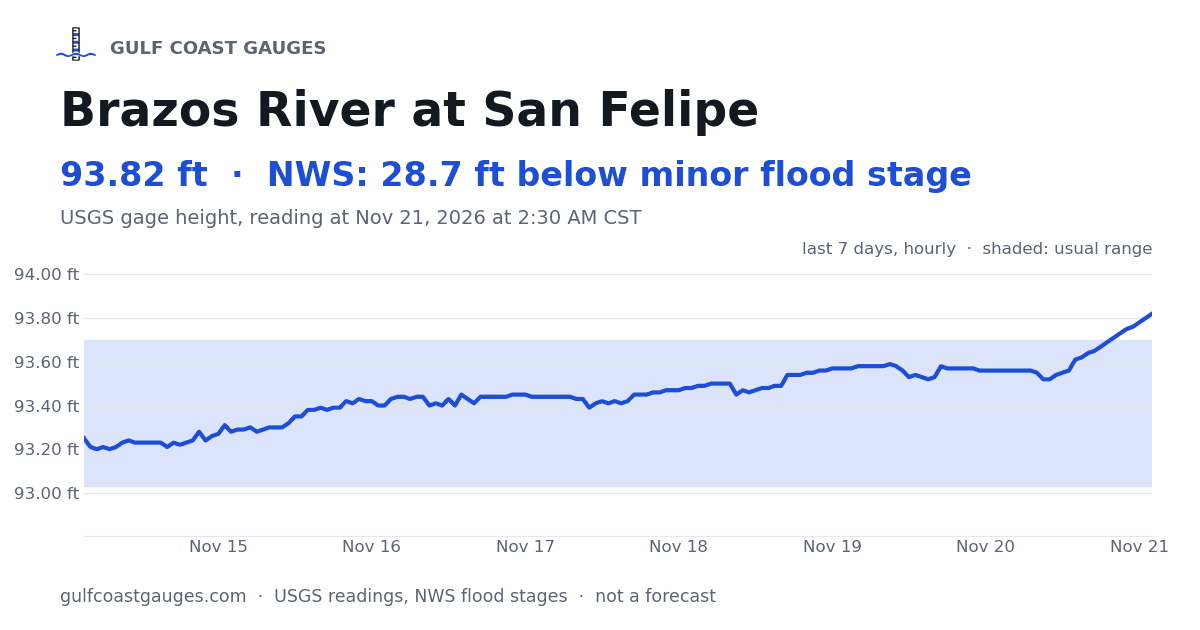 GULF COAST GAUGES
Brazos River at San Felipe
93.82 ft · NWS: 28.7 ft below minor flood stage
USGS gage height, reading at Nov 21, 2026 at 2:30 AM CST
last 7 days, hourly · shaded: usual range
94.00 ft
93.80 ft
93.60 ft
93.40 ft
93.20 ft
93.00 ft
Nov 15 Nov 16 Nov 17 Nov 18 Nov 19 Nov 20 Nov 21
gulfcoastgauges.com · USGS readings, NWS flood stages · not a forecast